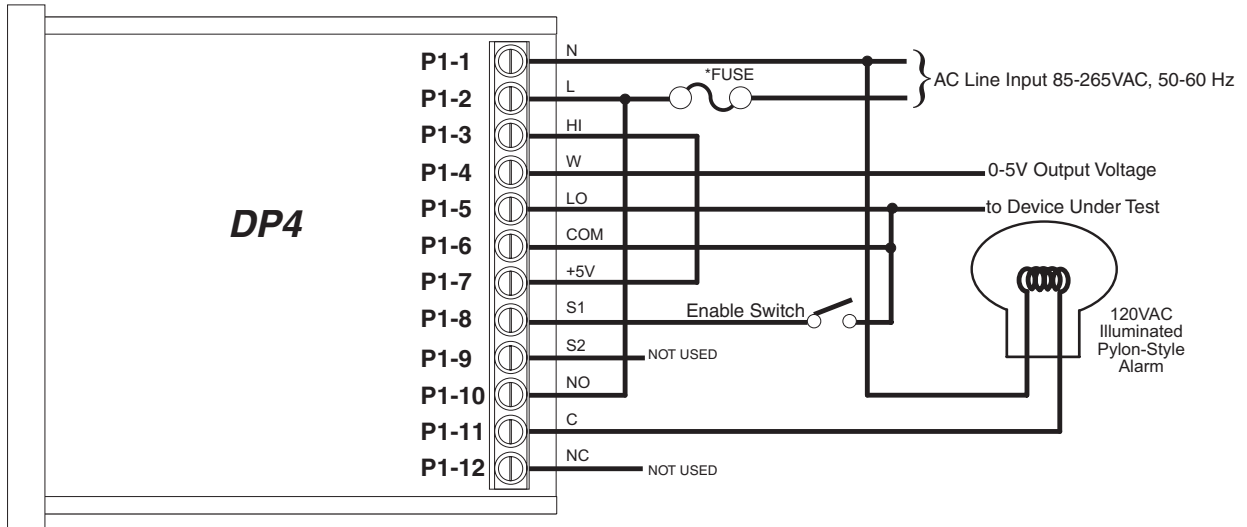 DP4
P1-1
N
P1-2
L
*FUSE
AC Line Input 85-265VAC, 50-60 Hz
P1-3
HI
P1-4
W
0-5V Output Voltage
P1-5
LO
to Device Under Test
P1-6
COM
P1-7
+5V
P1-8
S1
Enable Switch
120VAC
Illuminated
Pylon-Style
Alarm
P1-9
S2
NOT USED
P1-10
NO
P1-11
C
P1-12
NC
NOT USED